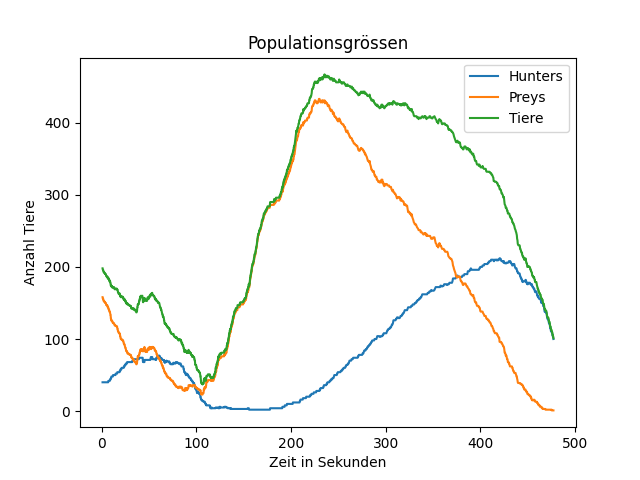 Populationsgrössen
Hunters
Preys
Tiere
Anzahl Tiere
400
300
200
100
0
0 100 200 300 400 500
Zeit in Sekunden